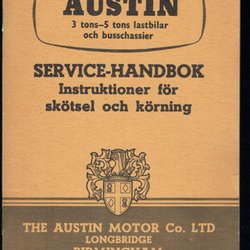 AUSTIN
3 tons-5 tons lastbilar
och busschassier
SERVICE-HANDBOK
Instruktioner för
skötsel och körning
THE AUSTIN MOTOR Co. LTD
LONGBRIDGE
BIRMINGHAM